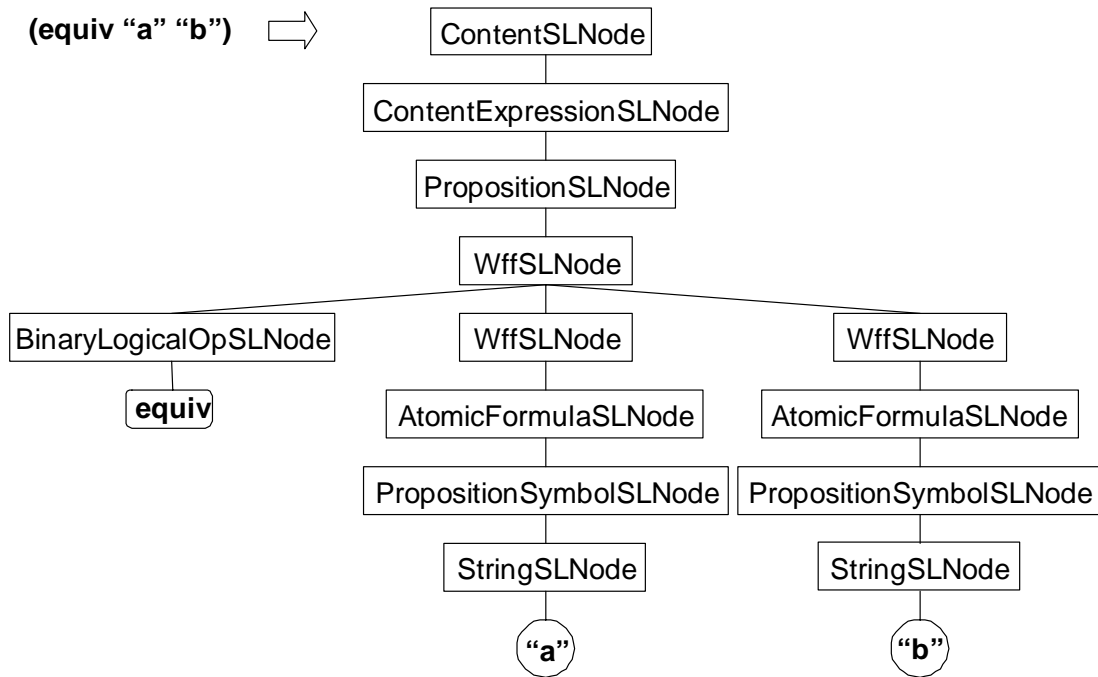 (equiv “a” “b”)
ContentSLNode
ContentExpressionSLNode
PropositionSLNode
WffSLNode
BinaryLogicalOpSLNode
WffSLNode
WffSLNode
equiv
AtomicFormulaSLNode
AtomicFormulaSLNode
PropositionSymbolSLNode
PropositionSymbolSLNode
StringSLNode
StringSLNode
“a”
“b”